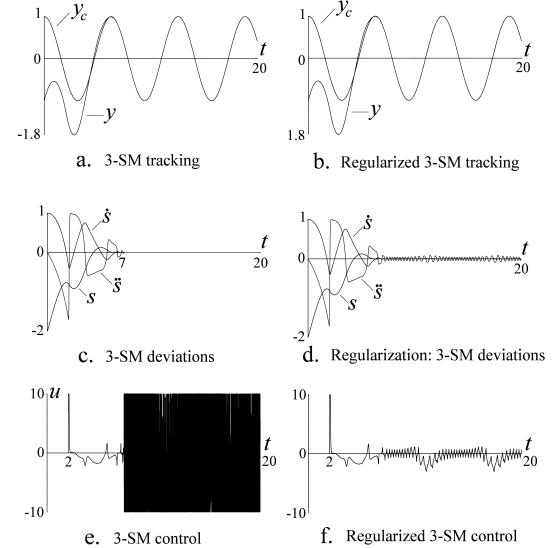 1
y_c
t
0
20
y
-1.8
a. 3-SM tracking
1
y_c
t
0
20
y
1.8
b. Regularized 3-SM tracking
1
ṡ
t
0
7
20
s
s̈
-2
c. 3-SM deviations
1
ṡ
t
0
20
s
s̈
-2
d. Regularization: 3-SM deviations
10
u
t
0
2
20
-10
e. 3-SM control
10
t
0
2
20
-10
f. Regularized 3-SM control